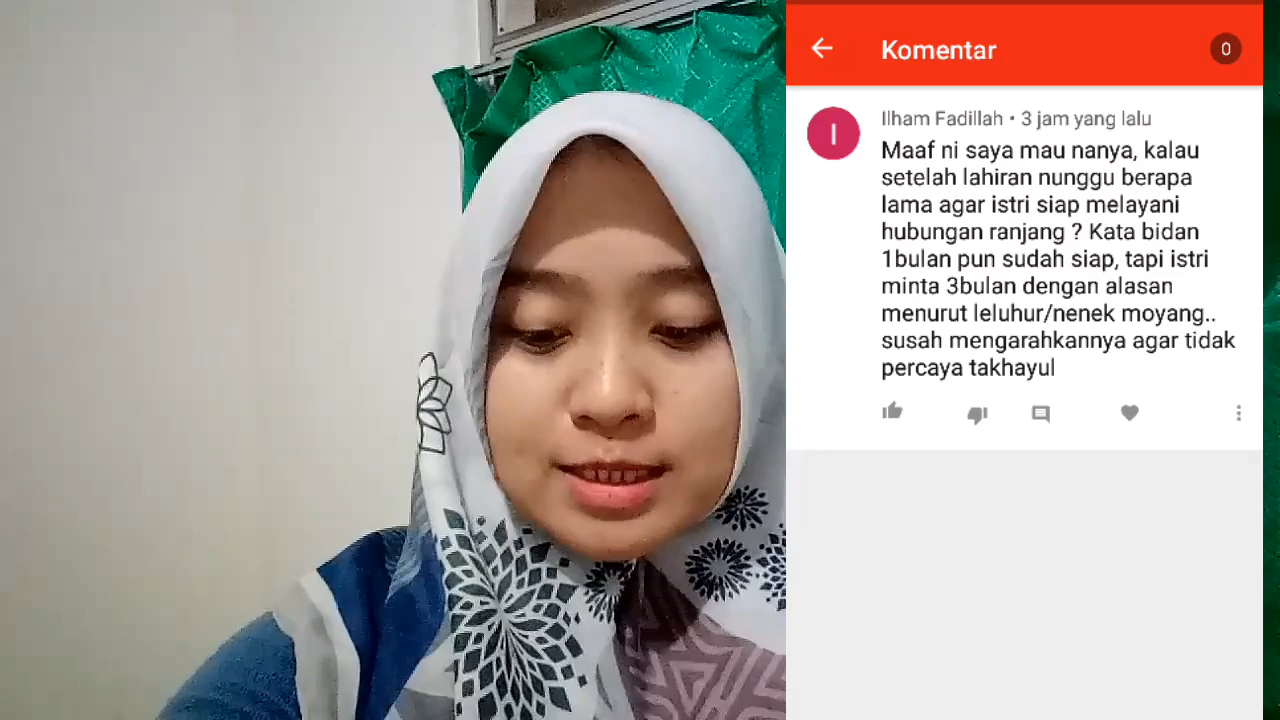 Komentar
0
I
Ilham Fadillah • 3 jam yang lalu
Maaf ni saya mau nanya, kalau
setelah lahiran nunggu berapa
lama agar istri siap melayani
hubungan ranjang ? Kata bidan
1bulan pun sudah siap, tapi istri
minta 3bulan dengan alasan
menurut leluhur/nenek moyang..
susah mengarahkannya agar tidak
percaya takhayul